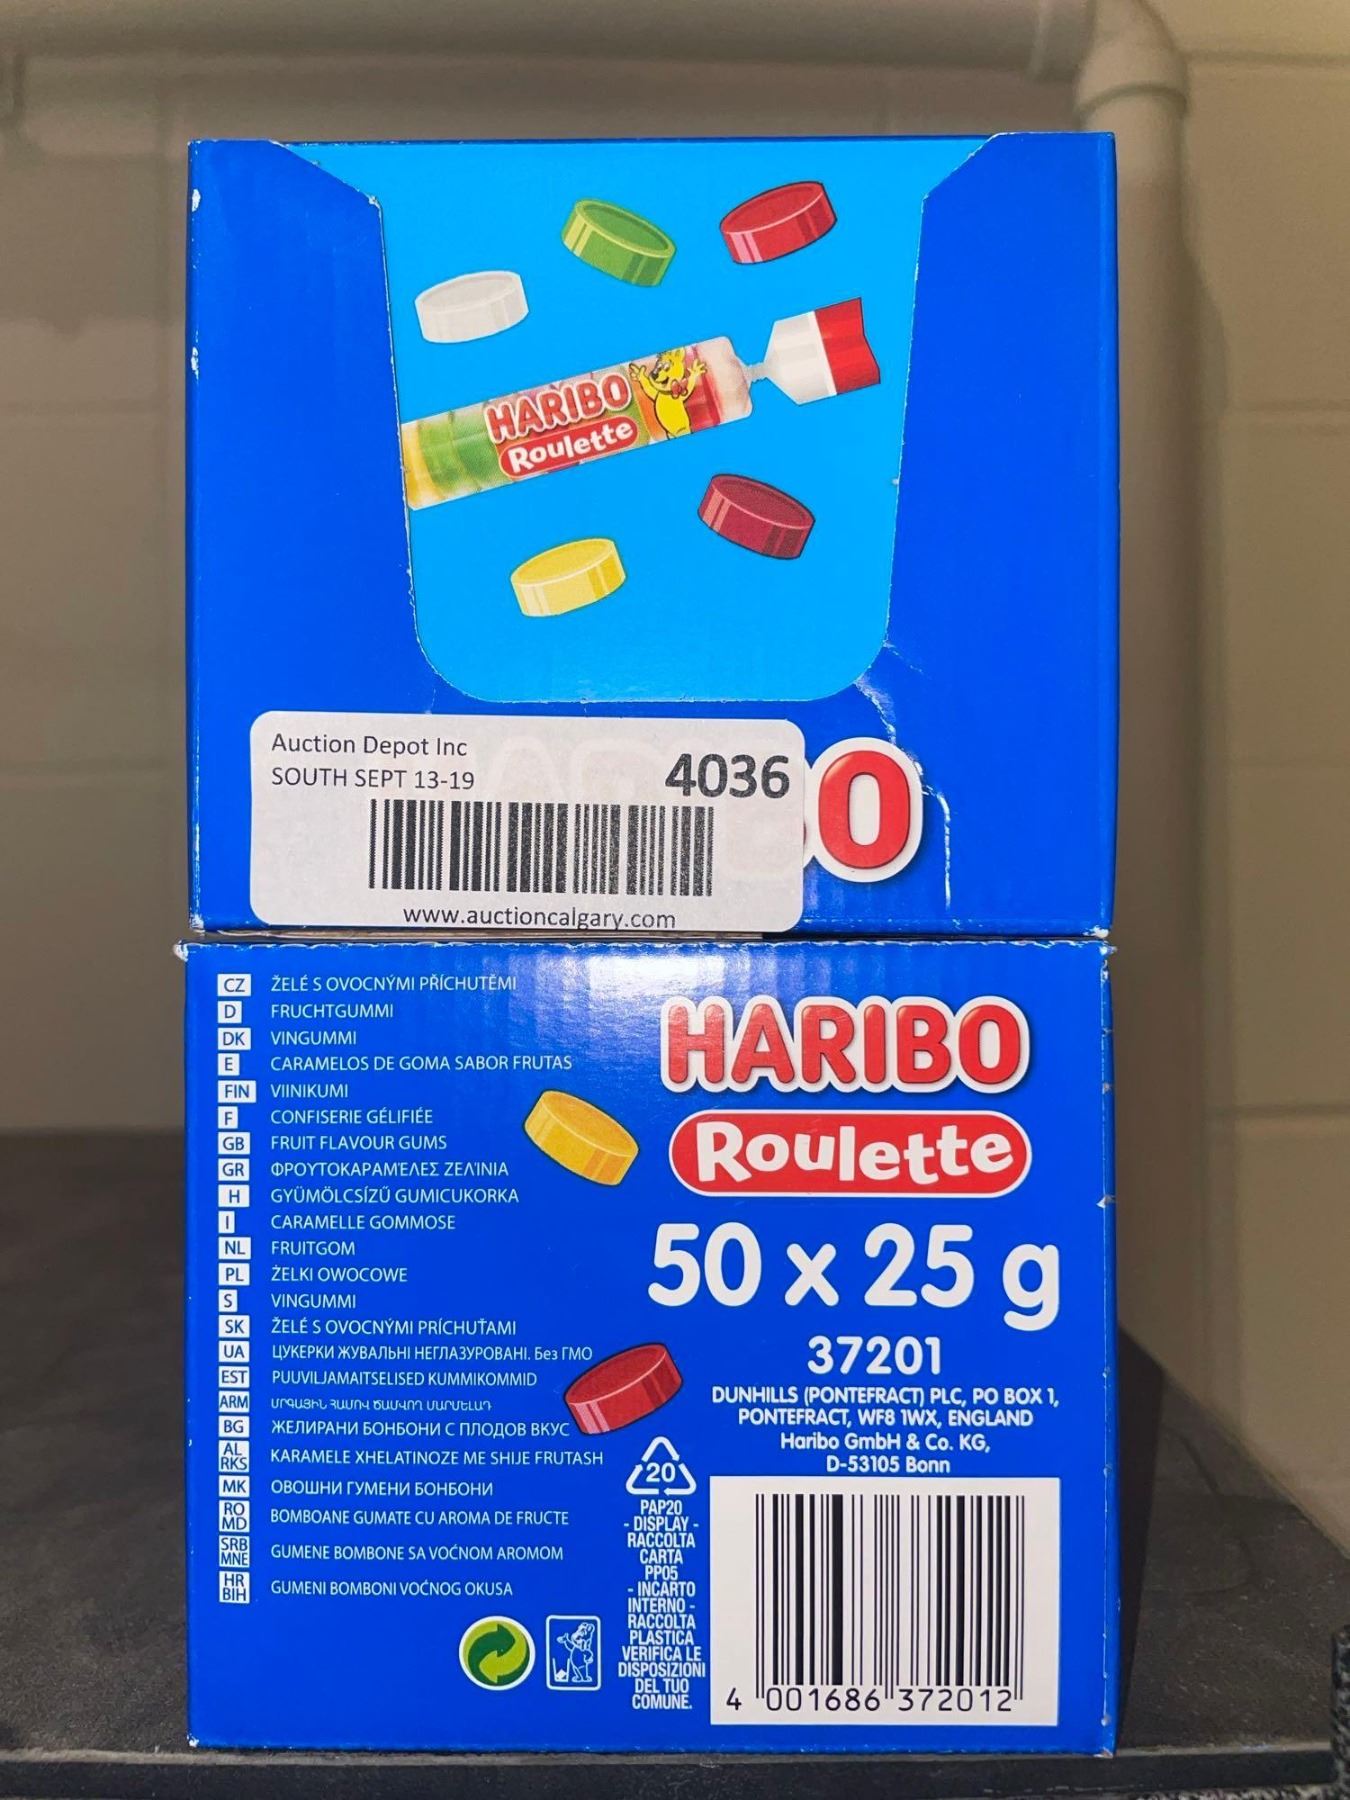 HARIBO
Roulette
Auction Depot Inc
SOUTH SEPT 13-19
4036
O
www.auctioncalgary.com
CZ ŽELÉ S OVOCNÝMI PŘÍCHUTĚMI
D FRUCHTGUMMI
DK VINGUMMI
E CARAMELOS DE GOMA SABOR FRUTAS
FIN VIINIKUMI
F CONFISERIE GÉLIFIÉE
GB FRUIT FLAVOUR GUMS
GR ΦΡΟΥΤΟΚΑΡΑΜΈΛΕΣ ΖΕΛΊΝΙΑ
H GYÜMÖLCSÍZŰ GUMICUKORKA
I CARAMELLE GOMMOSE
NL FRUITGOM
PL ŻELKI OWOCOWE
S VINGUMMI
SK ŽELÉ S OVOCNÝMI PRÍCHUŤAMI
UA ЦУКЕРКИ ЖУВАЛЬНІ НЕГЛАЗУРОВАНІ. Без ГМО
EST PUUVILJAMAITSELISED KUMMIKOMMID
ARM ՄՐԳԱՅԻՆ ՀԱՄՈՎ ԾԱՄՎՈՂ ՄԱՐՄԵԼԱԴ
BG ЖЕЛИРАНИ БОНБОНИ С ПЛОДОВ ВКУС
AL RKS KARAMELE XHELATINOZE ME SHIJE FRUTASH
MK ОВОШНИ ГУМЕНИ БОНБОНИ
RO MD BOMBOANE GUMATE CU AROMA DE FRUCTE
SRB MNE GUMENE BOMBONE SA VOĆNOM AROMOM
HR BIH GUMENI BOMBONI VOĆNOG OKUSA
HARIBO
Roulette
50 x 25 g
37201
DUNHILLS (PONTEFRACT) PLC, PO BOX 1,
PONTEFRACT, WF8 1WX, ENGLAND
Haribo GmbH & Co. KG,
D-53105 Bonn
20
PAP20
- DISPLAY -
RACCOLTA
CARTA
PP05
- INCARTO
INTERNO -
RACCOLTA
PLASTICA
VERIFICA LE
DISPOSIZIONI
DEL TUO
COMUNE.
4 001686 372012